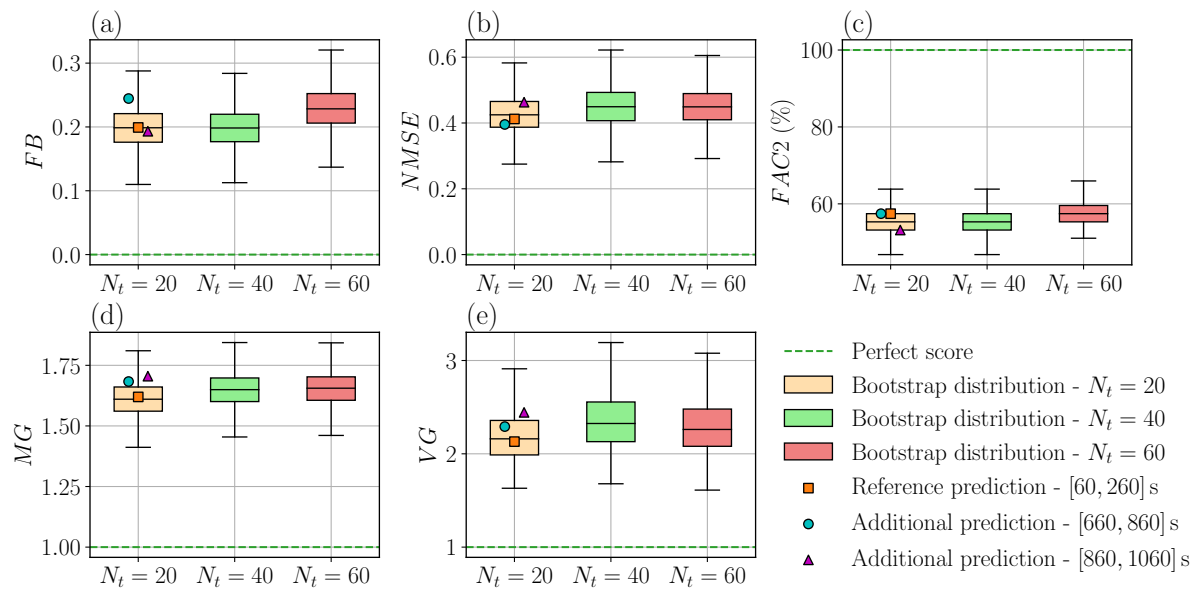 (a)
FB
0.3
0.2
0.1
0.0
N_t = 20
N_t = 40
N_t = 60
(b)
NMSE
0.6
0.4
0.2
0.0
N_t = 20
N_t = 40
N_t = 60
(c)
FAC2 (%)
100
80
60
N_t = 20
N_t = 40
N_t = 60
(d)
MG
1.75
1.50
1.25
1.00
N_t = 20
N_t = 40
N_t = 60
(e)
VG
3
2
1
N_t = 20
N_t = 40
N_t = 60
Perfect score
Bootstrap distribution - N_t = 20
Bootstrap distribution - N_t = 40
Bootstrap distribution - N_t = 60
Reference prediction - [60, 260] s
Additional prediction - [660, 860] s
Additional prediction - [860, 1060] s